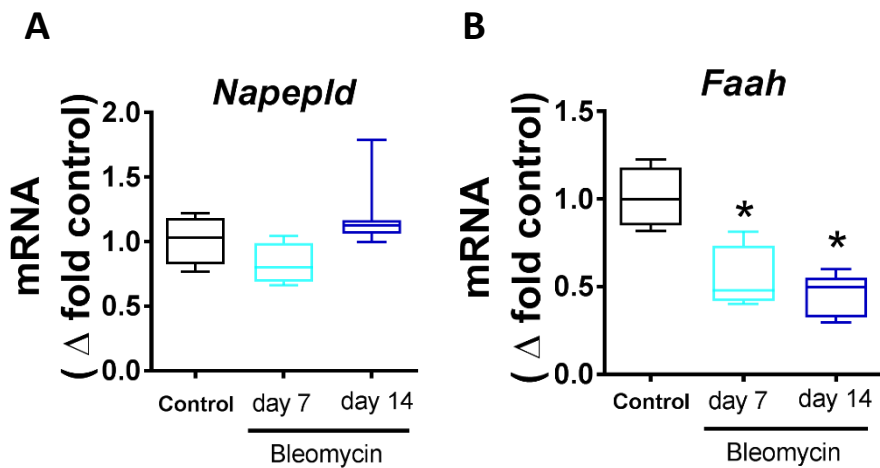 A
Napepld
mRNA
( Δ fold control)
2.0
1.5
1.0
0.5
0.0
Control
day 7
day 14
Bleomycin
B
Faah
mRNA
( Δ fold control)
1.5
1.0
0.5
0.0
*
*
Control
day 7
day 14
Bleomycin